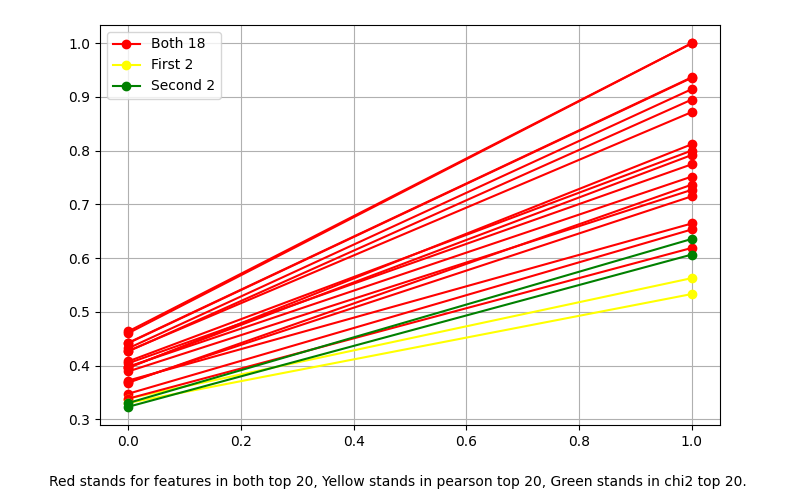 Both 18
First 2
Second 2
1.0
0.9
0.8
0.7
0.6
0.5
0.4
0.3
0.0 0.2 0.4 0.6 0.8 1.0
Red stands for features in both top 20, Yellow stands in pearson top 20, Green stands in chi2 top 20.